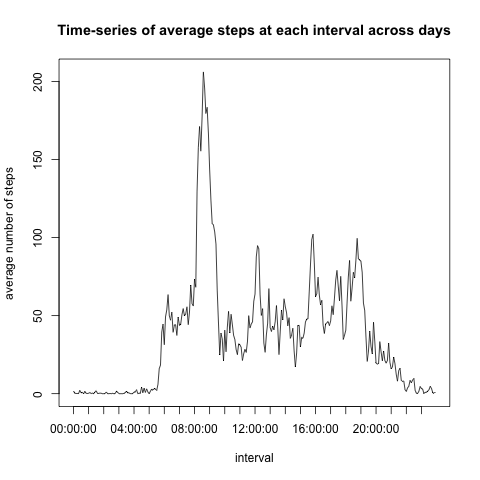 Time-series of average steps at each interval across days
average number of steps
200
150
100
50
0
00:00:00 04:00:00 08:00:00 12:00:00 16:00:00 20:00:00
interval